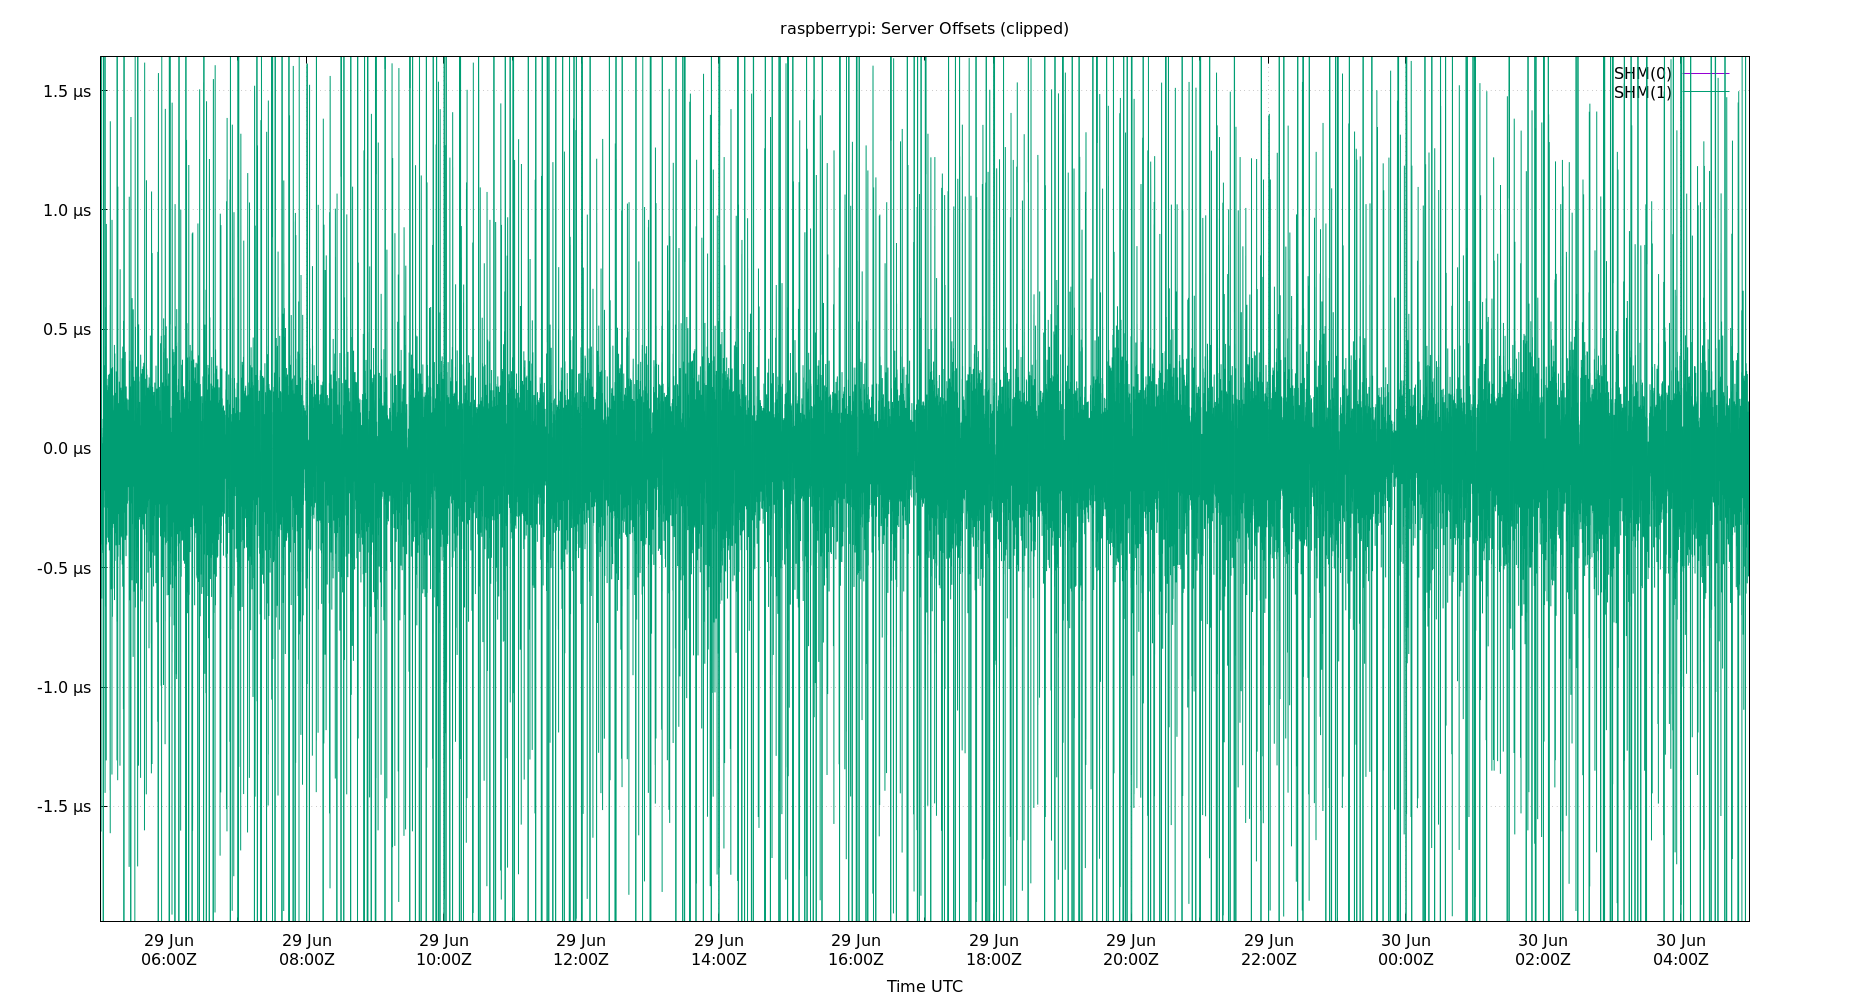 raspberrypi: Server Offsets (clipped)
SHM(0)
SHM(1)
1.5 µs
1.0 µs
0.5 µs
0.0 µs
-0.5 µs
-1.0 µs
-1.5 µs
29 Jun 29 Jun 29 Jun 29 Jun 29 Jun 29 Jun 29 Jun 29 Jun 29 Jun 30 Jun 30 Jun 30 Jun
06:00Z 08:00Z 10:00Z 12:00Z 14:00Z 16:00Z 18:00Z 20:00Z 22:00Z 00:00Z 02:00Z 04:00Z
Time UTC